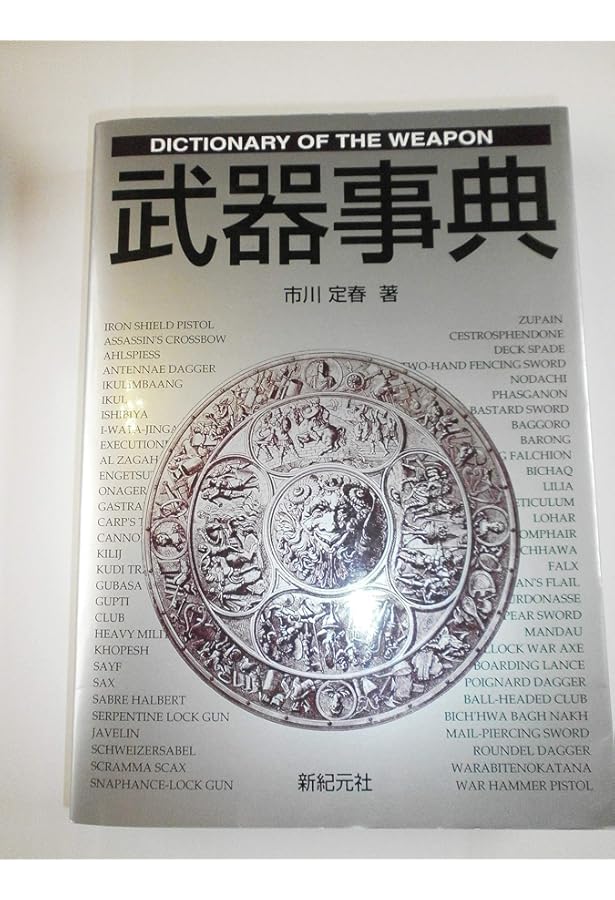 DICTIONARY OF THE WEAPON
武器事典
市川 定春 著
IRON SHIELD PISTOL
ASSASSIN'S CROSSBOW
AHLSPIESS
ANTENNAE DAGGER
IKULIMBAANG
IKUL
ISHIBIYA
I-WATA-JINGA
EXECUTION
AL ZAGAH
ENGETSU
ONAGER
GASTRA
CARP'S
CANNO
KILIJ
KUDI TR
GUBASA
GUPTI
CLUB
HEAVY MILI
KHOPESH
SAYF
SAX
SABRE HALBERT
SERPENTINE LOCK GUN
JAVELIN
SCHWEIZERSABEL
SCRAMMA SCAX
SNAPHANCE-LOCK GUN
ZUPAIN
CESTROSPHENDONE
DECK SPADE
TWO-HAND FENCING SWORD
NODACHI
PHASGANON
BASTARD SWORD
BAGGORO
BARONG
G FALCHION
BICHAQ
LILIA
ETICULUM
LOHAR
OMPHAIR
CHHAWA
FALX
AN'S FLAIL
URDONASSE
PEAR SWORD
MANDAU
LOCK WAR AXE
BOARDING LANCE
POIGNARD DAGGER
BALL-HEADED CLUB
BICH'HWA BAGH NAKH
MAIL-PIERCING SWORD
ROUNDEL DAGGER
WARABITENOKATANA
WAR HAMMER PISTOL
新紀元社